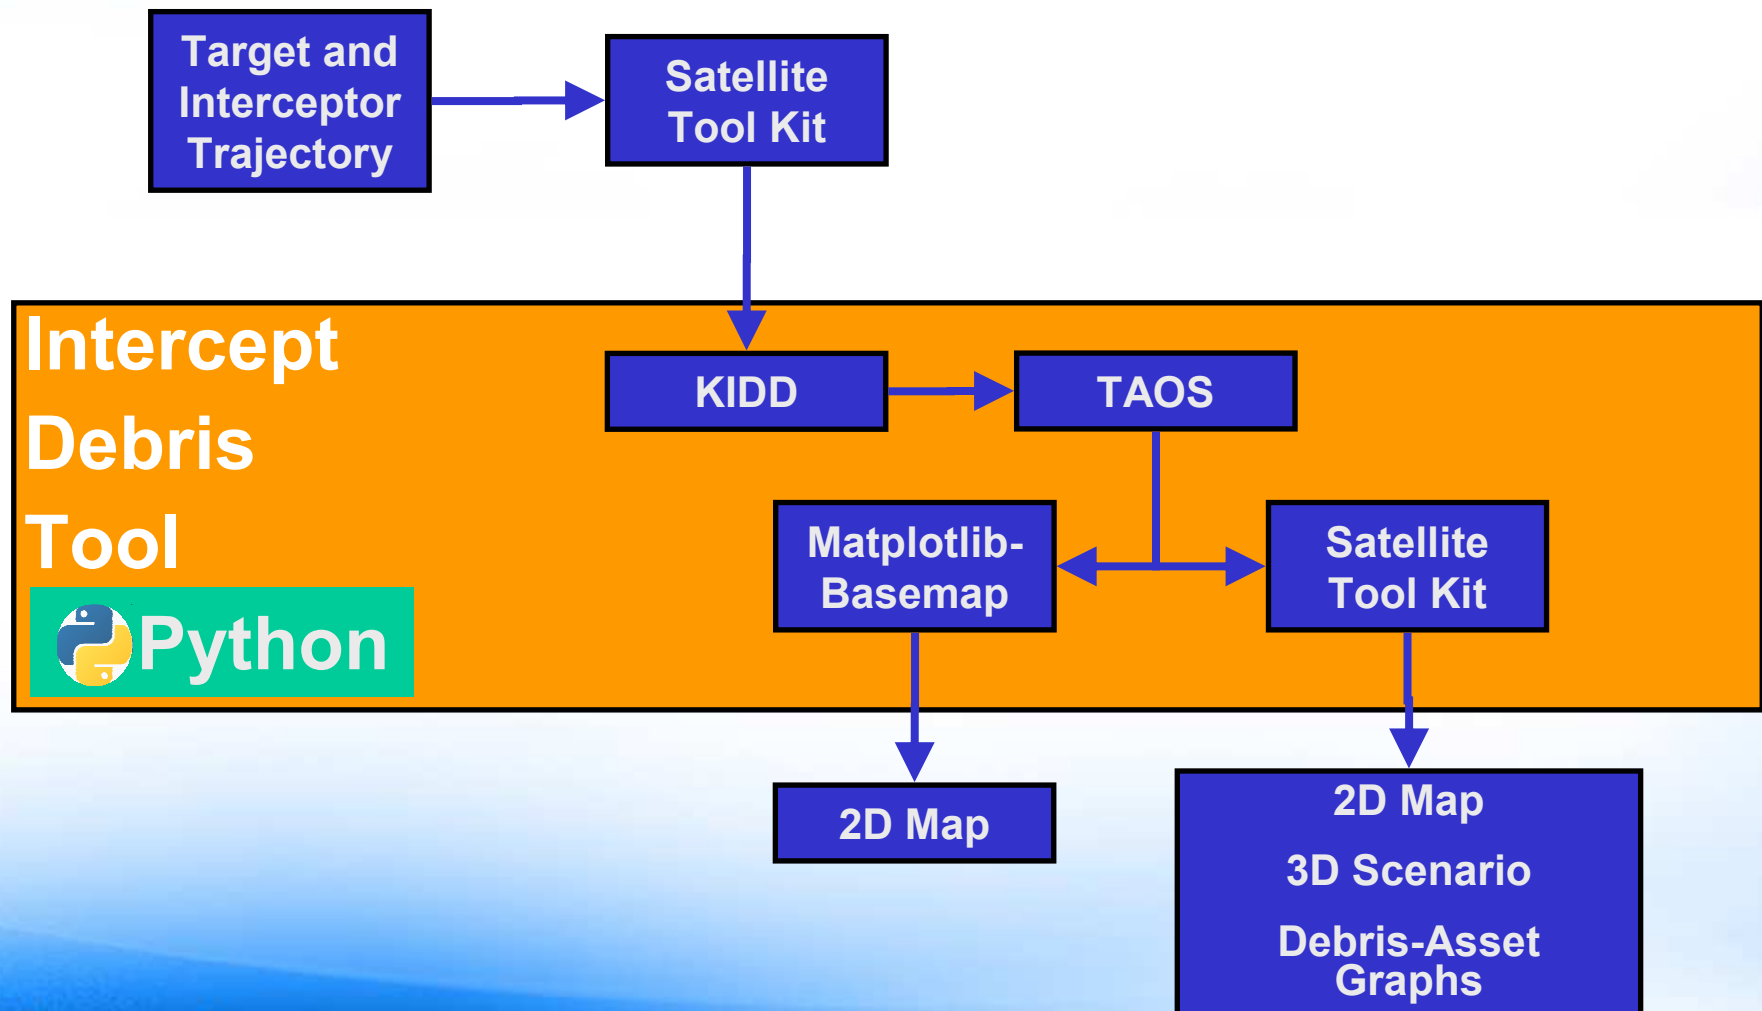 Target and
Interceptor
Trajectory
Satellite
Tool Kit
Intercept
Debris
Tool
Python
KIDD
TAOS
Matplotlib-
Basemap
Satellite
Tool Kit
2D Map
2D Map
3D Scenario
Debris-Asset
Graphs